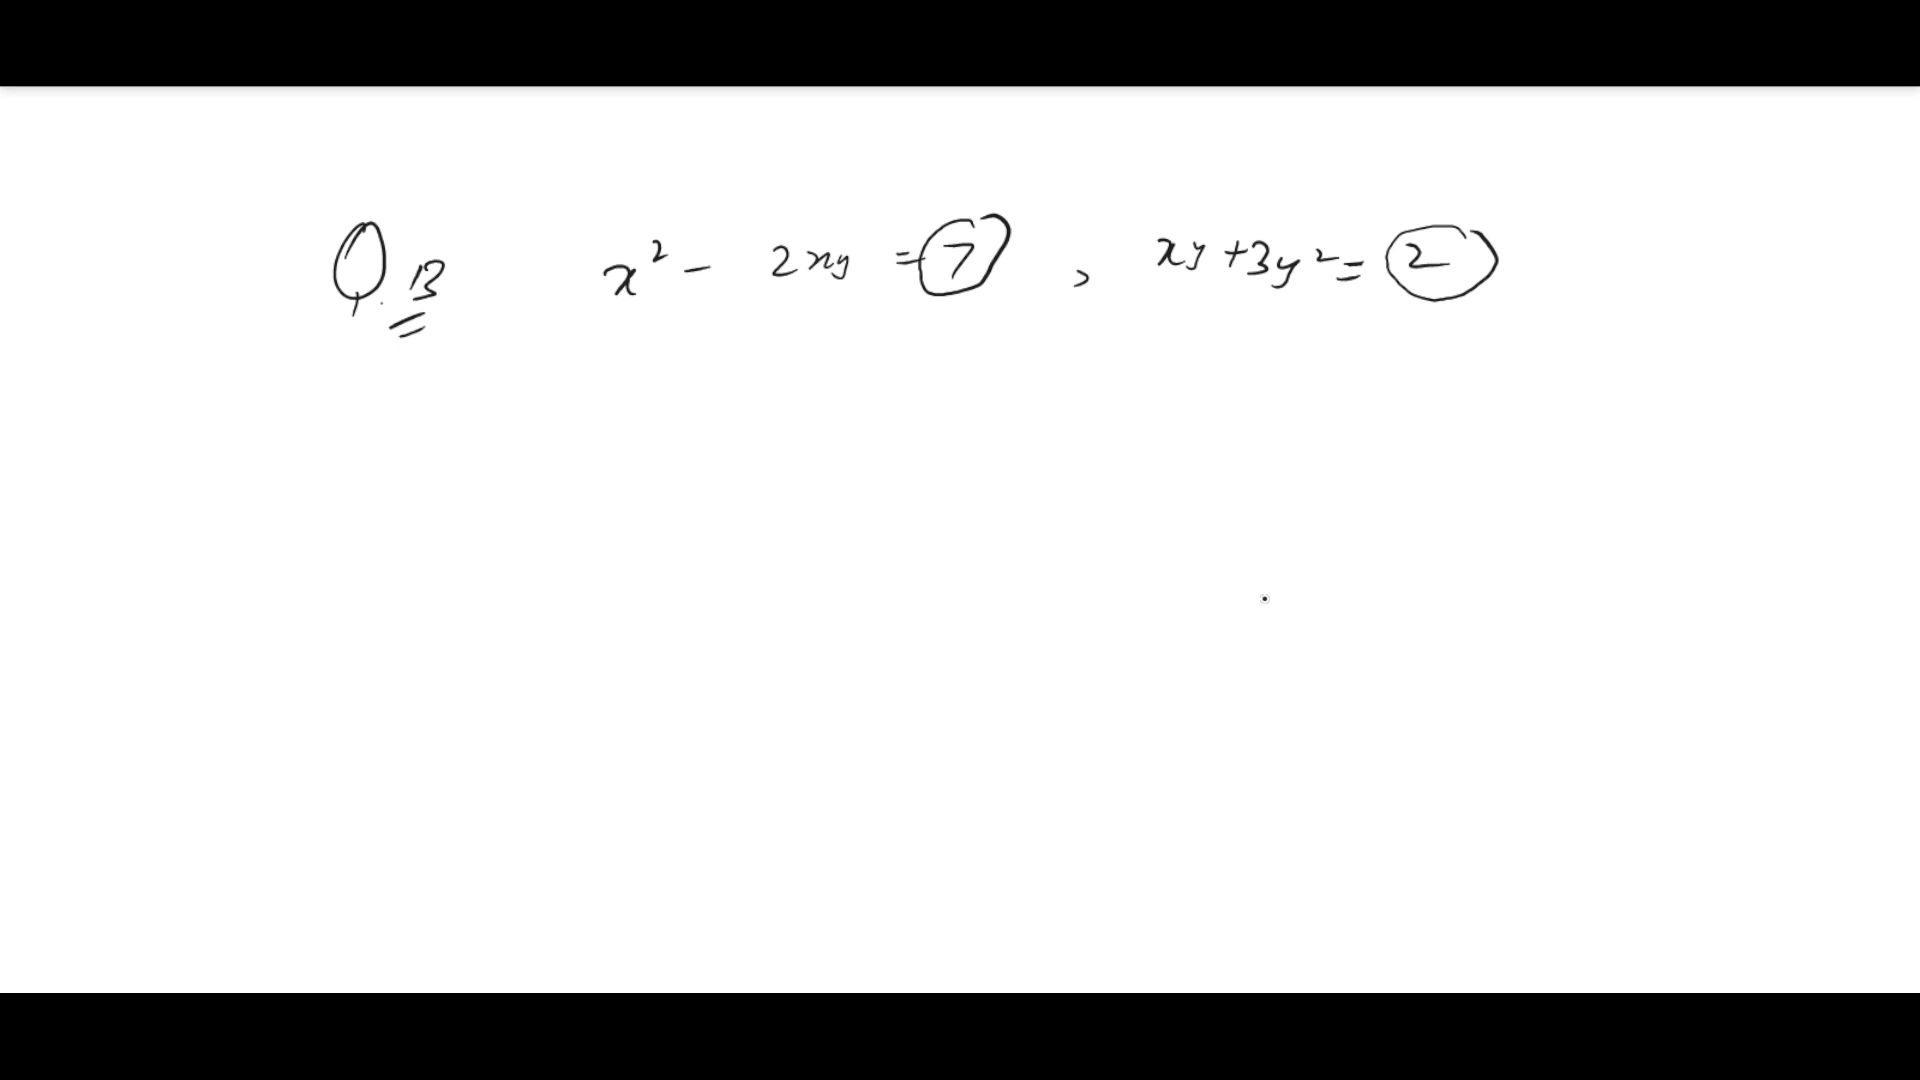 Q.13 x² - 2xy = 7 , xy + 3y² = 2